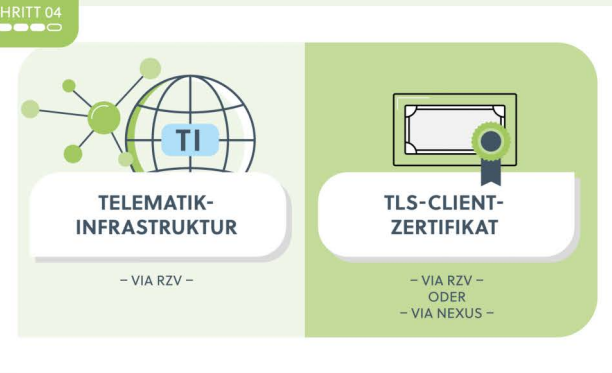 HRITT 04
TI
TELEMATIK-
INFRASTRUKTUR
– VIA RZV –
TLS-CLIENT-
ZERTIFIKAT
– VIA RZV –
ODER
– VIA NEXUS –